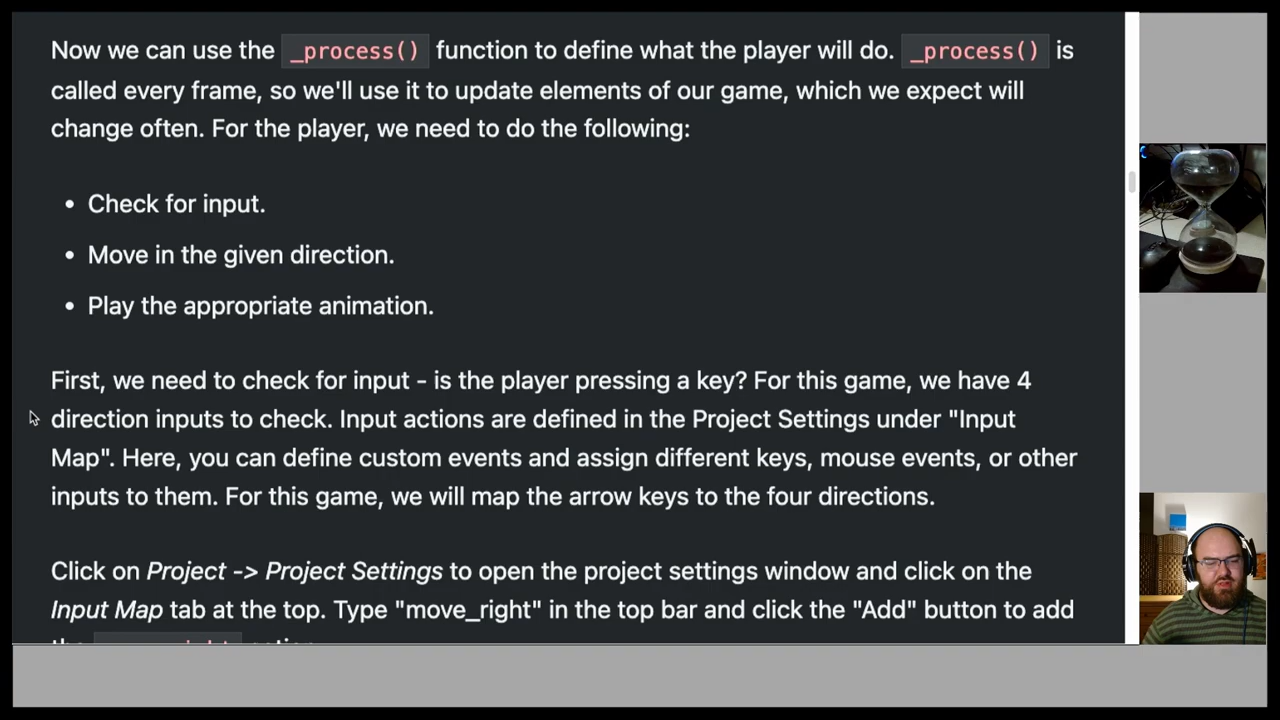 Now we can use the _process() function to define what the player will do. _process() is
called every frame, so we'll use it to update elements of our game, which we expect will
change often. For the player, we need to do the following:
• Check for input.
• Move in the given direction.
• Play the appropriate animation.
First, we need to check for input - is the player pressing a key? For this game, we have 4
direction inputs to check. Input actions are defined in the Project Settings under "Input
Map". Here, you can define custom events and assign different keys, mouse events, or other
inputs to them. For this game, we will map the arrow keys to the four directions.
Click on Project -> Project Settings to open the project settings window and click on the
Input Map tab at the top. Type "move_right" in the top bar and click the "Add" button to add